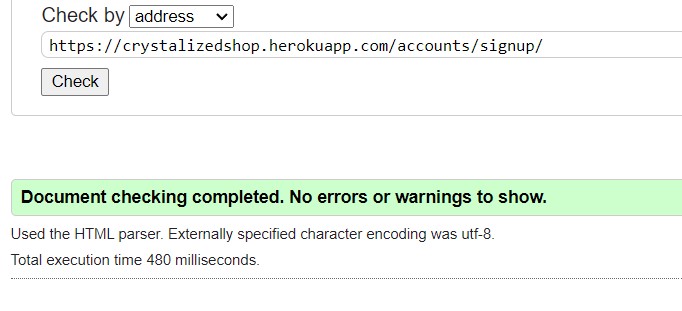 Check by address
https://crystalizedshop.herokuapp.com/accounts/signup/
Check
Document checking completed. No errors or warnings to show.
Used the HTML parser. Externally specified character encoding was utf-8.
Total execution time 480 milliseconds.